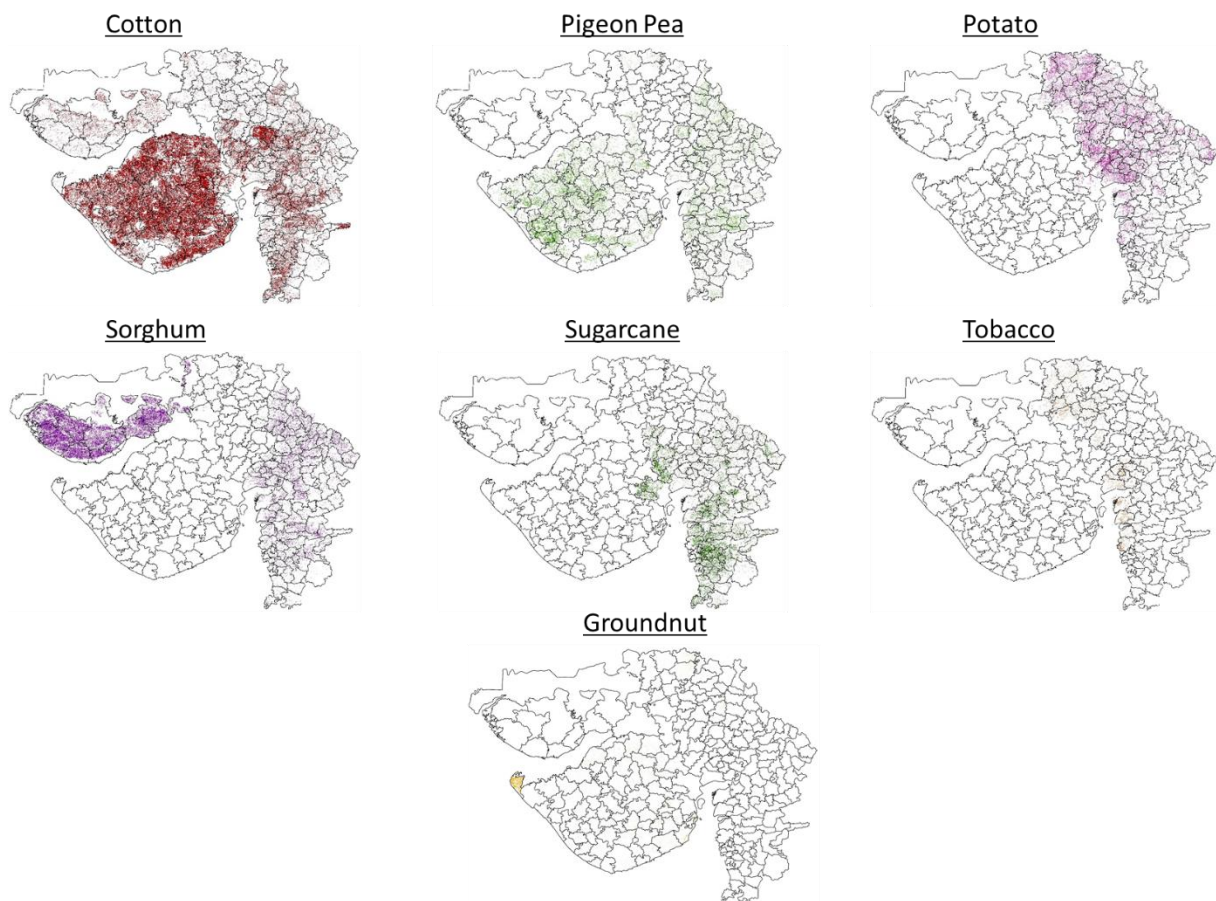 Cotton
Pigeon Pea
Potato
Sorghum
Sugarcane
Tobacco
Groundnut